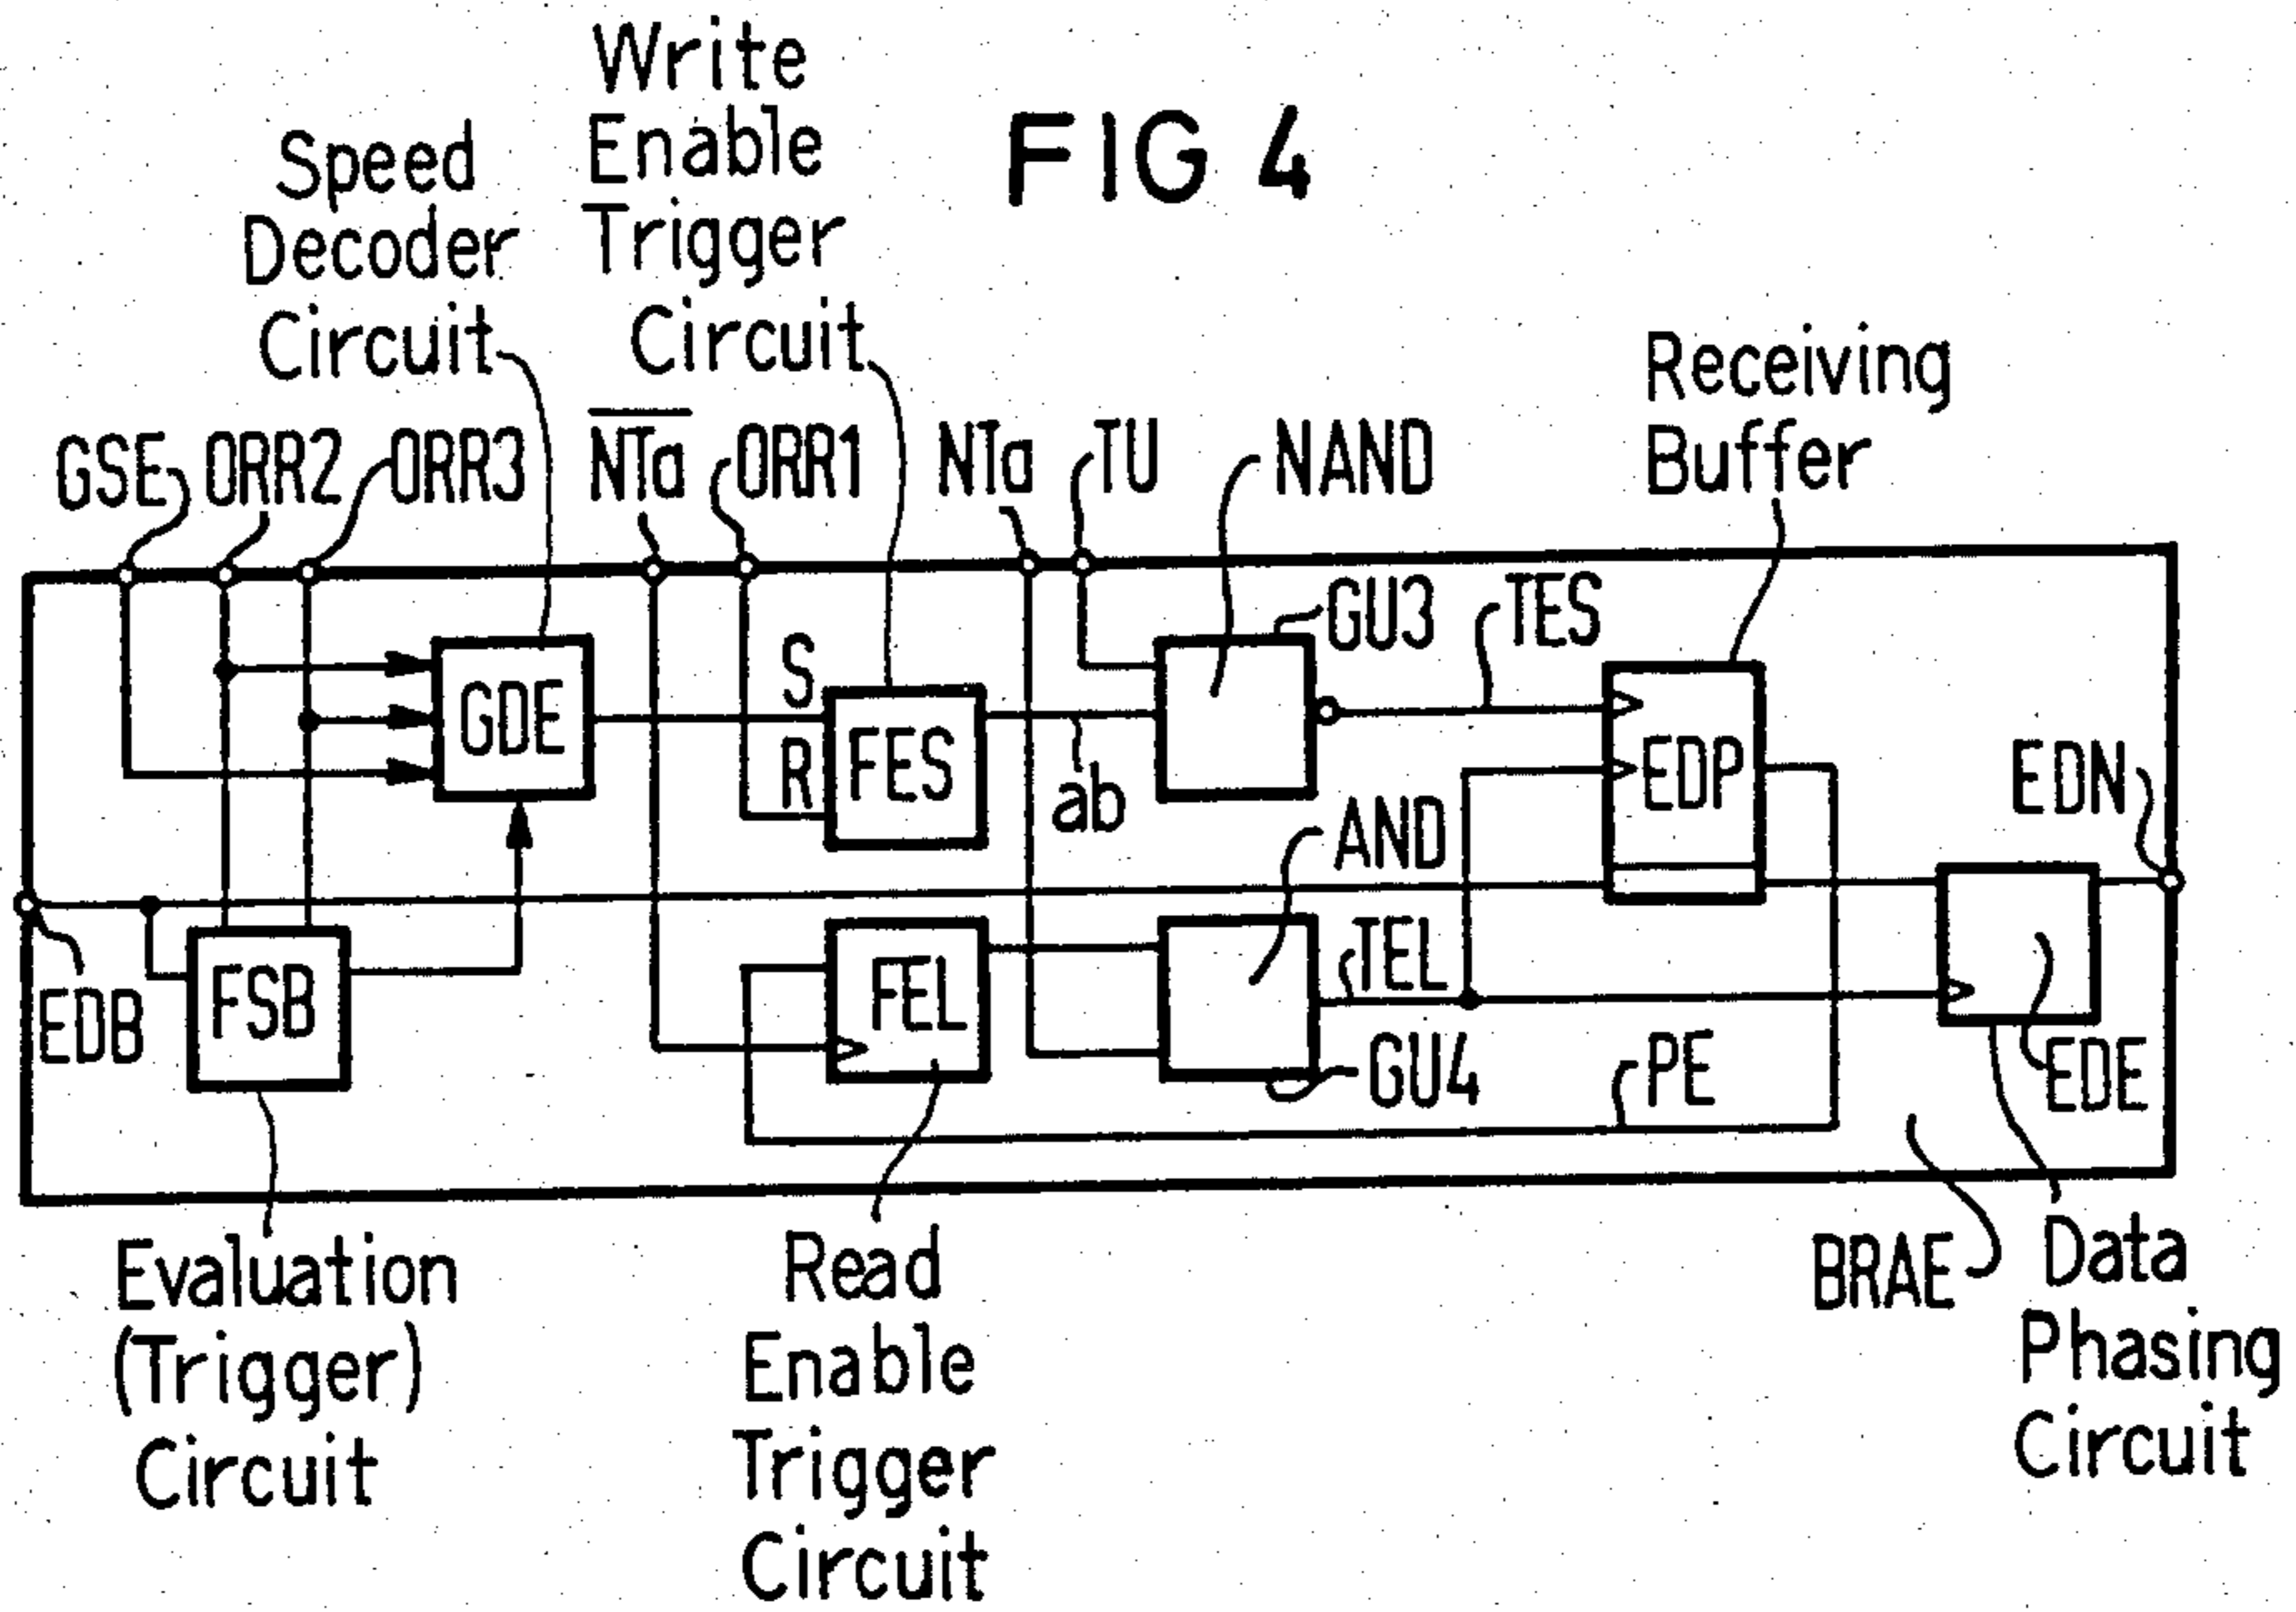 FIG 4
Speed
Decoder
Circuit
Write
Enable
Trigger
Circuit
Receiving
Buffer
GSE ORR2 ORR3 N̅T̅a̅ ORR1 NTa TU NAND
GU3 TES
S
GDE
R
FES
ab
EDP
EDN
AND
EDB
FSB
FEL
TEL
GU4
PE
EDE
BRAE
Evaluation
(Trigger)
Circuit
Read
Enable
Trigger
Circuit
Data
Phasing
Circuit